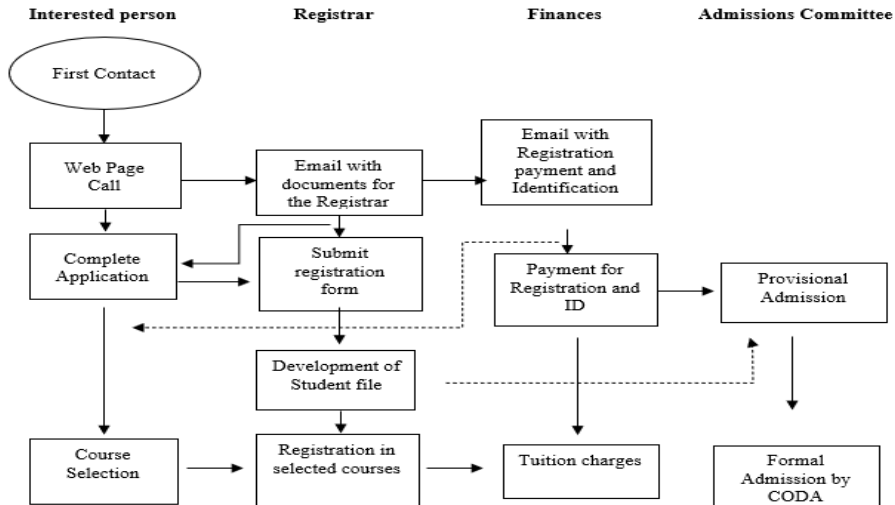 Interested person
Registrar
Finances
Admissions Committee
First Contact
Web Page
Call
Email with
documents for
the Registrar
Email with
Registration
payment and
Identification
Complete
Application
Submit
registration
form
Payment for
Registration and
ID
Provisional
Admission
Development of
Student file
Course
Selection
Registration in
selected courses
Tuition charges
Formal
Admission by
CODA